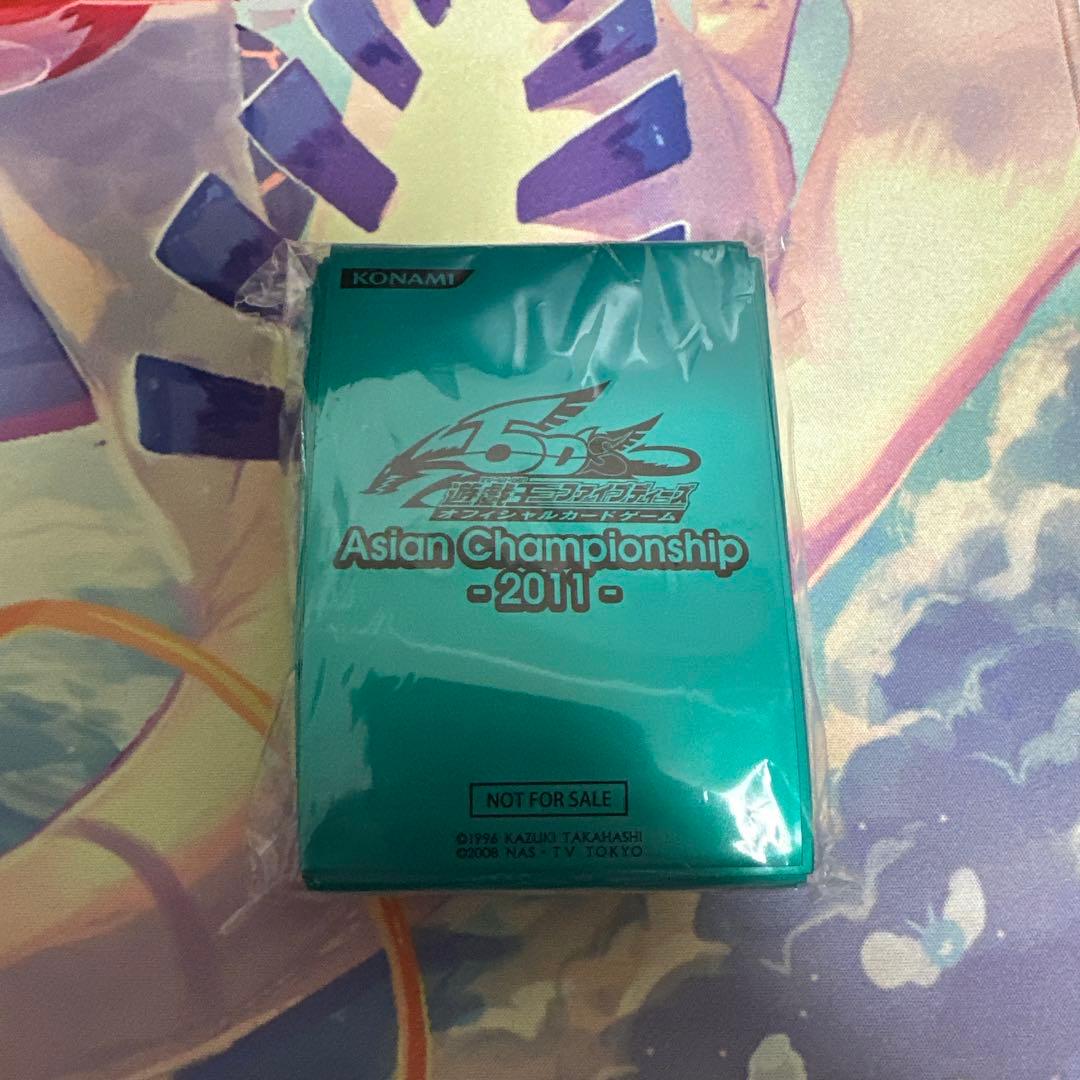 KONAMI
5D's
遊戯王ファイブディーズ
オフィシャルカードゲーム
Asian Championship
- 2011 -
NOT FOR SALE
©1996 KAZUKI TAKAHASHI
©2008 NAS・TV TOKYO